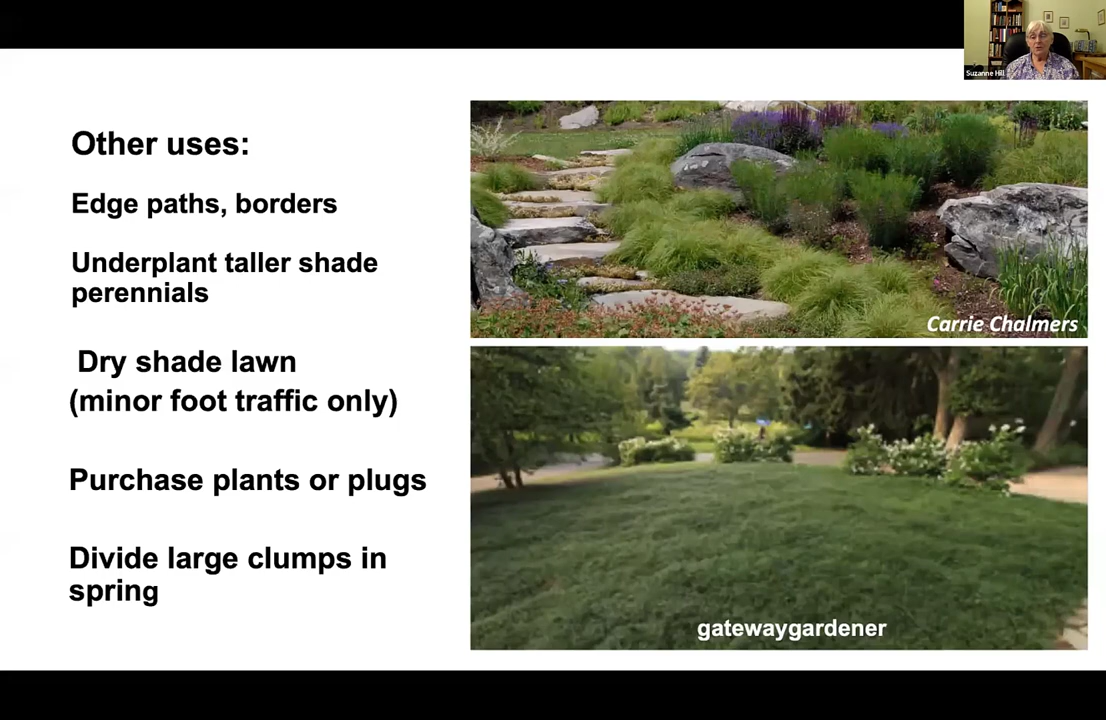 Suzanne Hill
Other uses:
Edge paths, borders
Underplant taller shade
perennials
Dry shade lawn
(minor foot traffic only)
Purchase plants or plugs
Divide large clumps in
spring
Carrie Chalmers
gatewaygardener